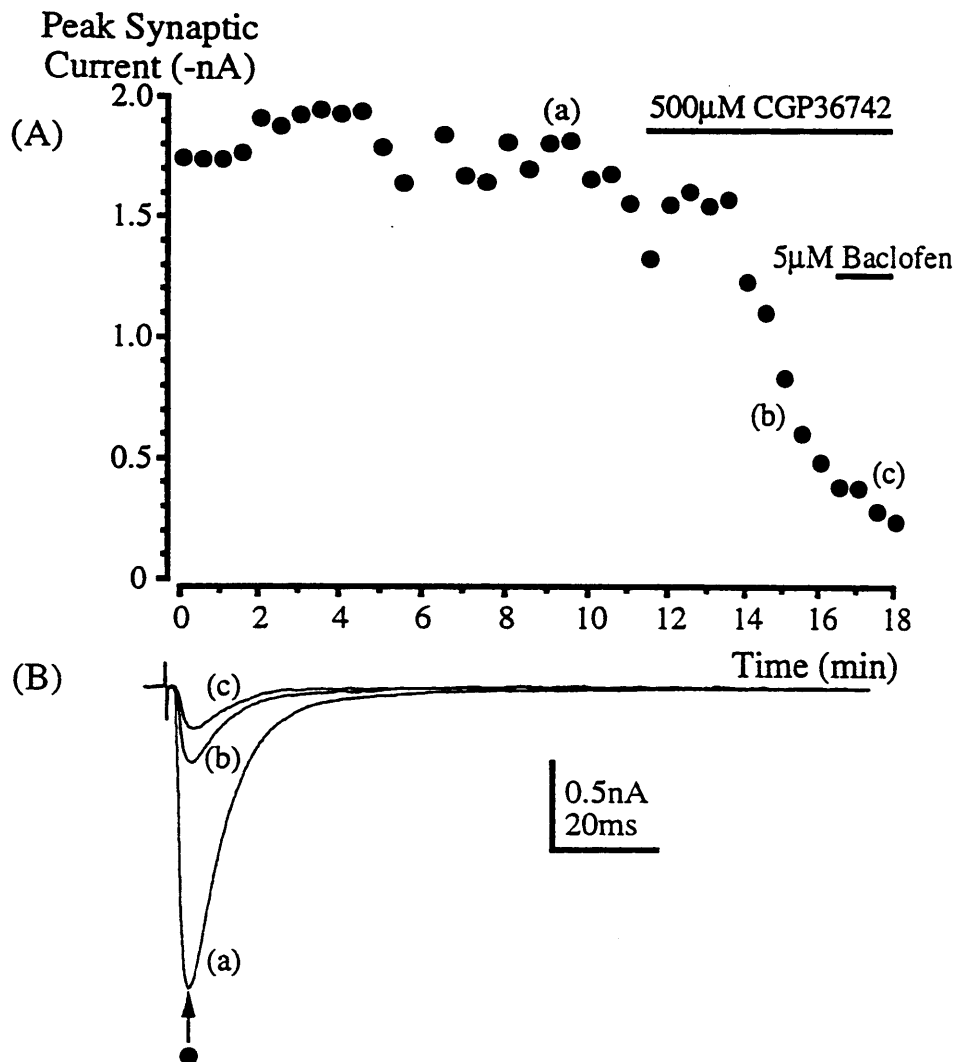 Peak Synaptic
Current (-nA)
(A)
2.0
1.5
1.0
0.5
0
(a)
500µM CGP36742
5µM Baclofen
(b)
(c)
0 2 4 6 8 10 12 14 16 18
Time (min)
(B)
(c)
(b)
(a)
0.5nA
20ms